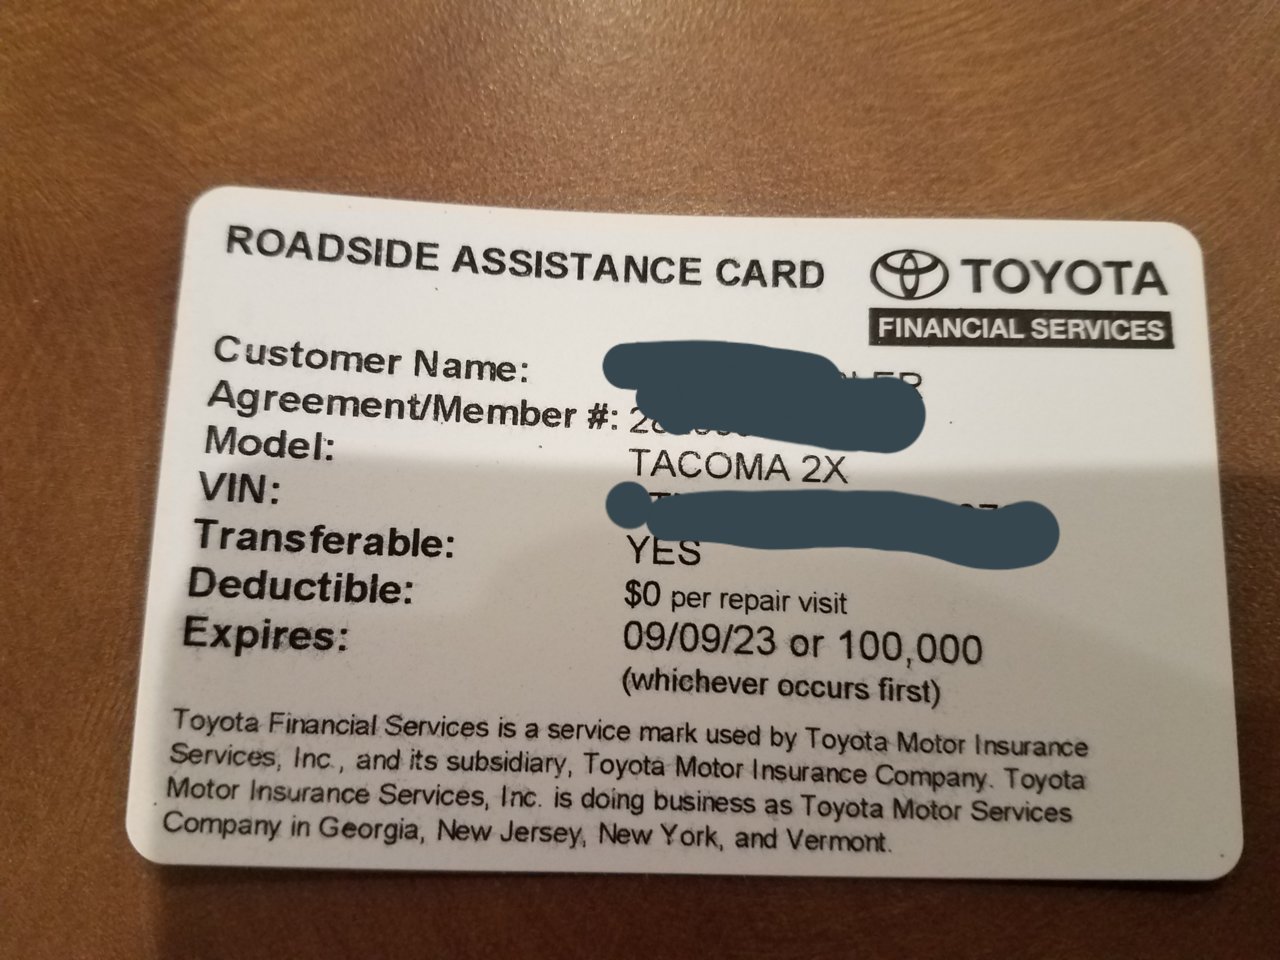 ROADSIDE ASSISTANCE CARD
TOYOTA
FINANCIAL SERVICES
Customer Name:
Agreement/Member #:
Model: TACOMA 2X
VIN:
Transferable: YES
Deductible: $0 per repair visit
Expires: 09/09/23 or 100,000
(whichever occurs first)
Toyota Financial Services is a service mark used by Toyota Motor Insurance
Services, Inc., and its subsidiary, Toyota Motor Insurance Company. Toyota
Motor Insurance Services, Inc. is doing business as Toyota Motor Services
Company in Georgia, New Jersey, New York, and Vermont.